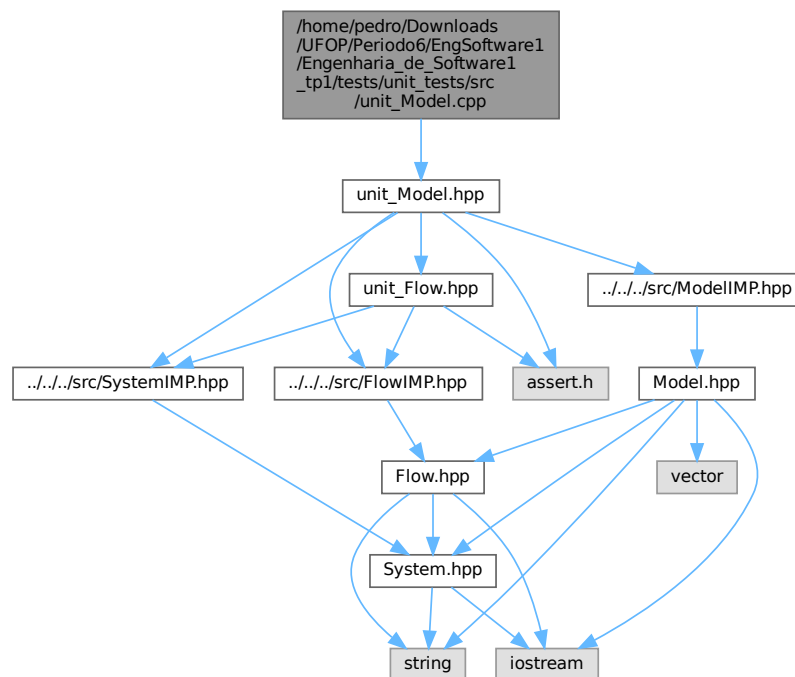 /home/pedro/Downloads
/UFOP/Periodo6/EngSoftware1
/Engenharia_de_Software1
_tp1/tests/unit_tests/src
/unit_Model.cpp
unit_Model.hpp
unit_Flow.hpp
../../../src/ModelIMP.hpp
../../../src/SystemIMP.hpp
../../../src/FlowIMP.hpp
assert.h
Model.hpp
Flow.hpp
vector
System.hpp
string
iostream